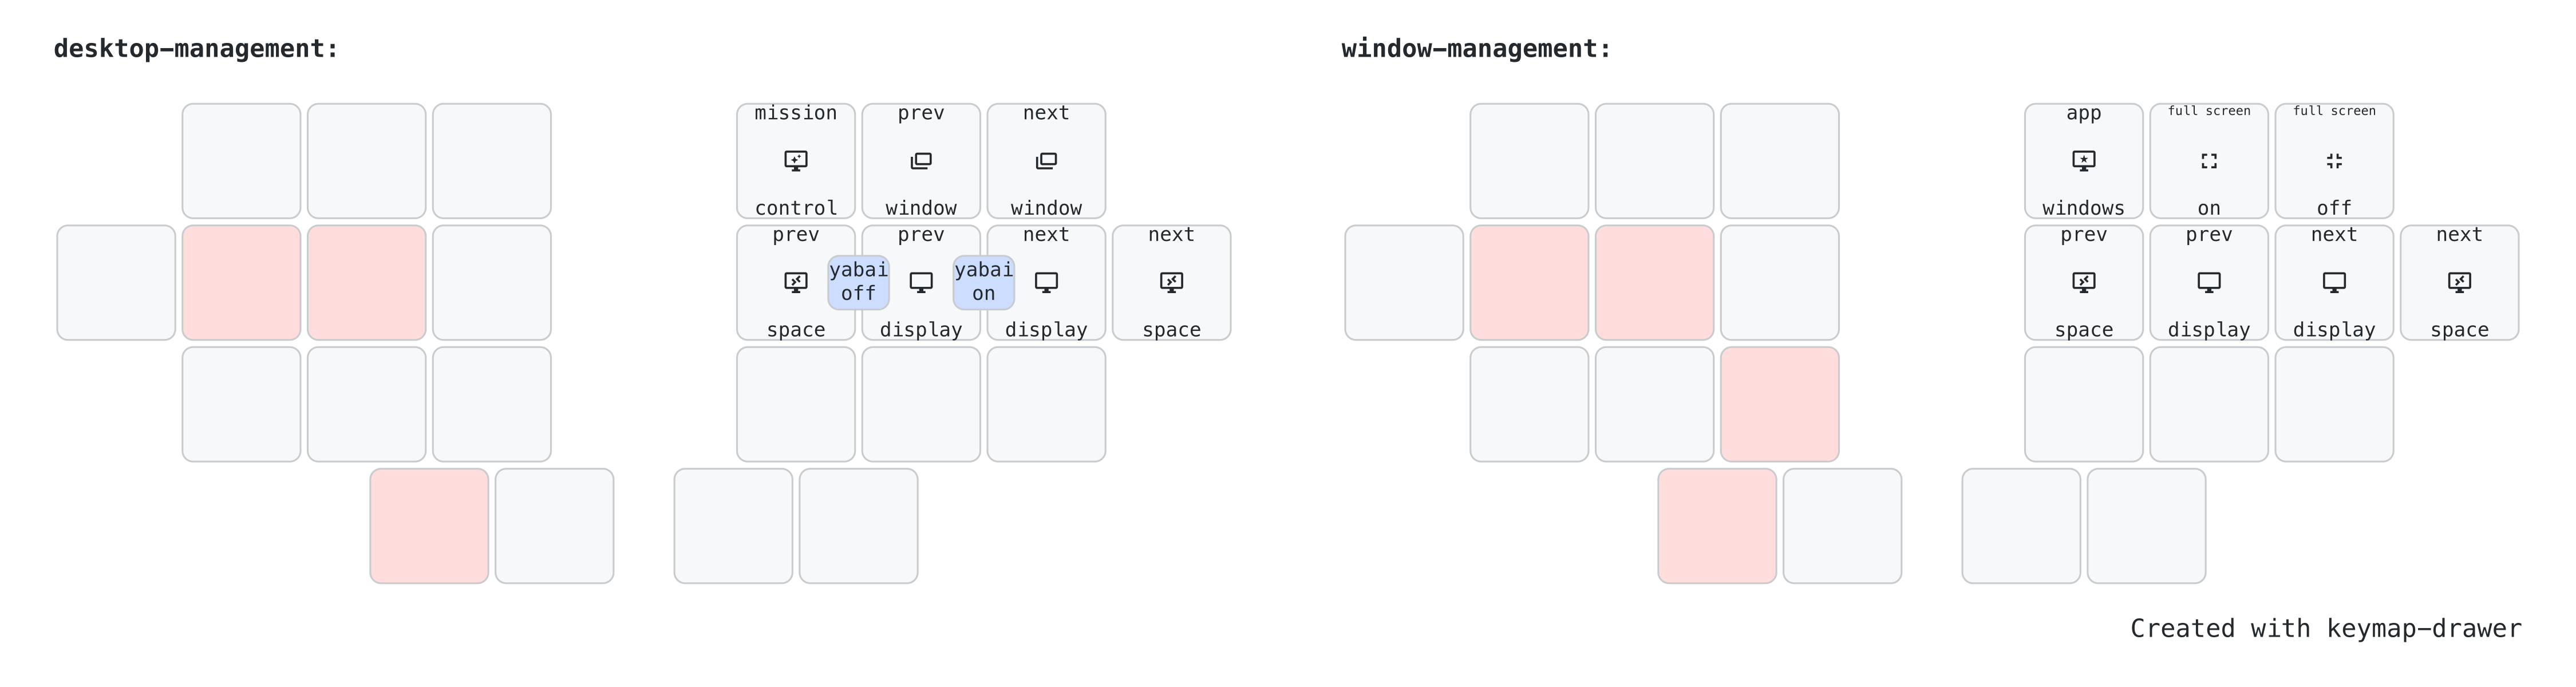 desktop-management:
mission prev next
control window window
prev prev next next
yabai off yabai on
space display display space
window-management:
app full screen full screen
windows on off
prev prev next next
space display display space
Created with keymap-drawer